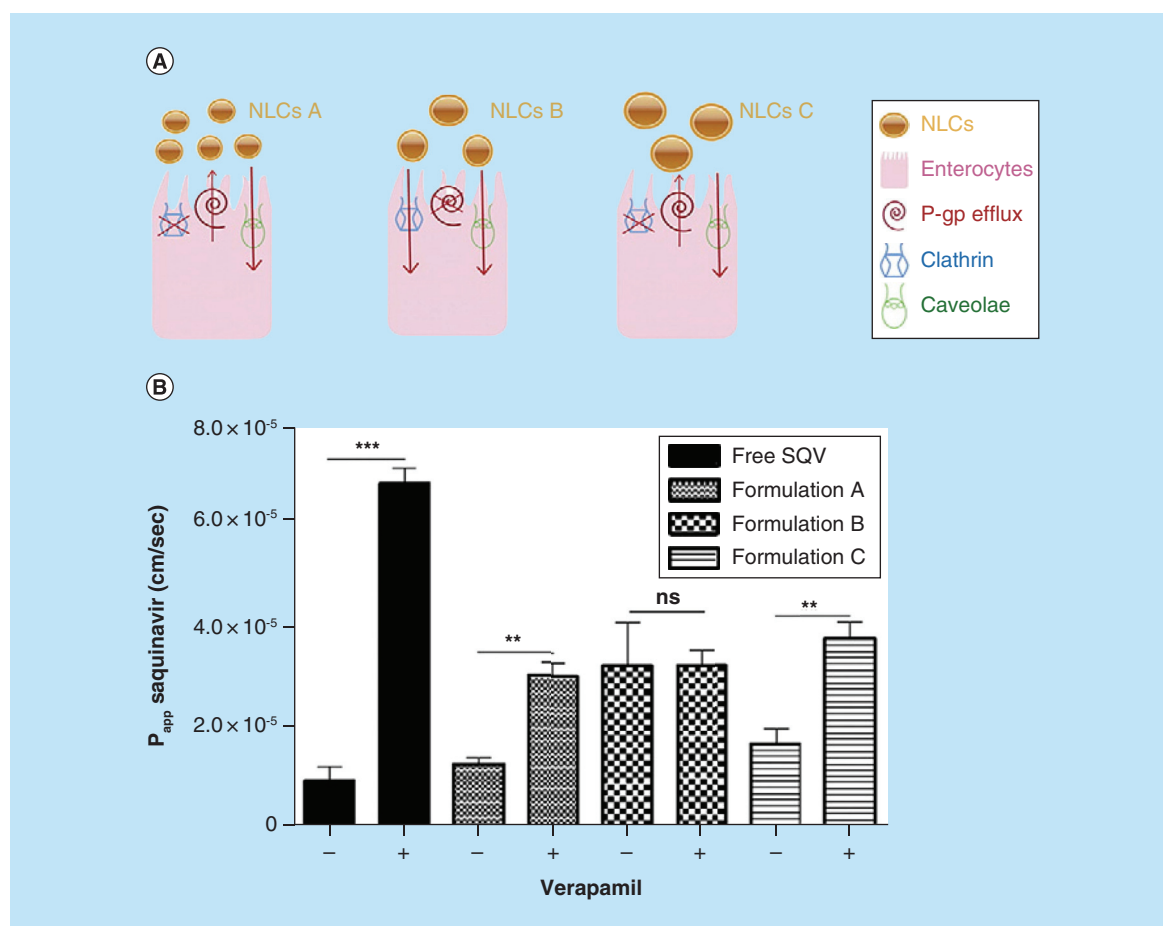 A
NLCs A
NLCs B
NLCs C
NLCs
Enterocytes
P-gp efflux
Clathrin
Caveolae
B
8.0 × 10⁻⁵
6.0 × 10⁻⁵
4.0 × 10⁻⁵
2.0 × 10⁻⁵
0
Papp saquinavir (cm/sec)
***
**
ns
**
Free SQV
Formulation A
Formulation B
Formulation C
− + − + − + − +
Verapamil